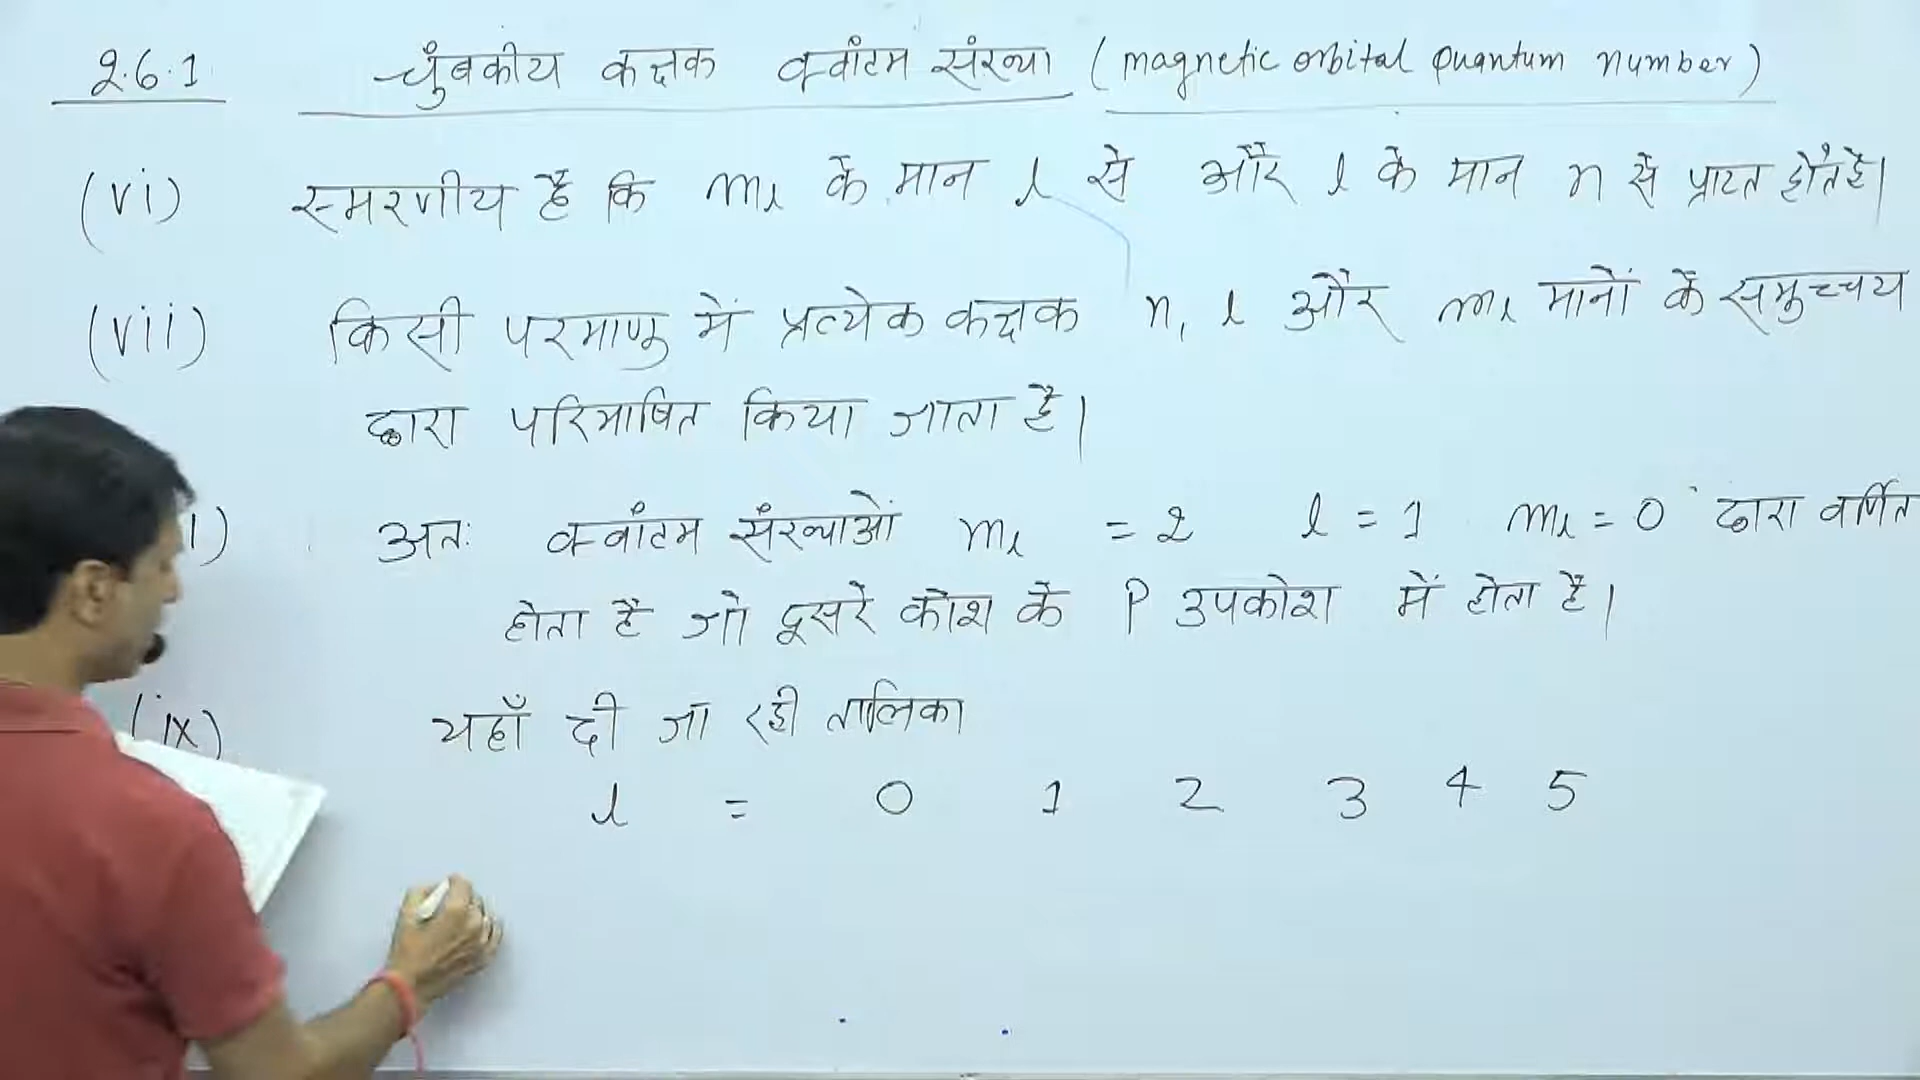 2.6.1 चुंबकीय कक्षक क्वांटम संख्या (magnetic orbital quantum number)
(vi) स्मरणीय है कि ml के मान l से और l के मान n से प्राप्त होते है।
(vii) किसी परमाणु में प्रत्येक कक्षक n, l और ml मानों के समुच्चय
द्वारा परिभाषित किया जाता है।
अतः क्वांटम संख्याओं ml = 2 l = 1 ml = 0 द्वारा वर्णित
होता है जो दूसरे कोश के P उपकोश में होता है।
(ix) यहाँ दी जा रही तालिका
l = 0 1 2 3 4 5